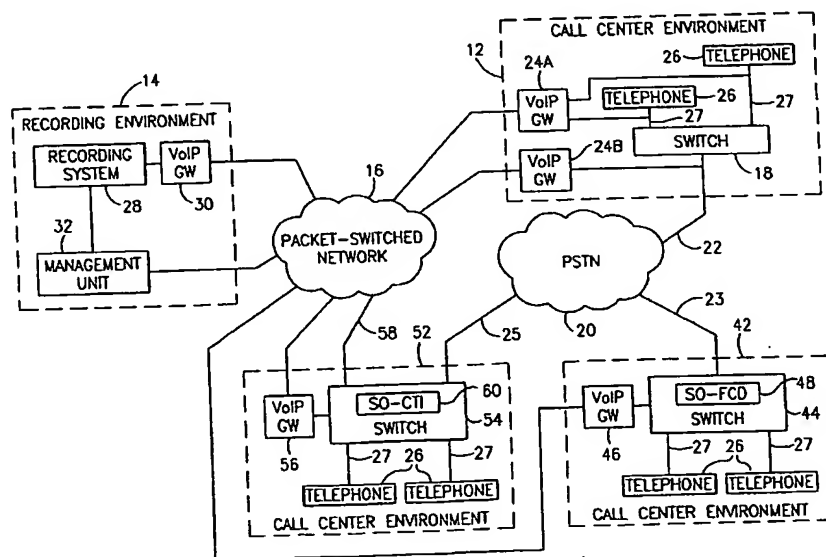 CALL CENTER ENVIRONMENT
12
24A
26
TELEPHONE
14
VoIP
GW
TELEPHONE
26
27
27
RECORDING ENVIRONMENT
24B
SWITCH
RECORDING
SYSTEM
VoIP
GW
16
VoIP
GW
18
28
30
32
PACKET-SWITCHED
NETWORK
PSTN
22
MANAGEMENT
UNIT
23
58
52
25
20
42
SO-CTI
60
SO-FCD
48
VoIP
GW
SWITCH
54
VoIP
GW
SWITCH
44
56
27
26
27
46
27
26
27
TELEPHONE
TELEPHONE
TELEPHONE
TELEPHONE
CALL CENTER ENVIRONMENT
CALL CENTER ENVIRONMENT